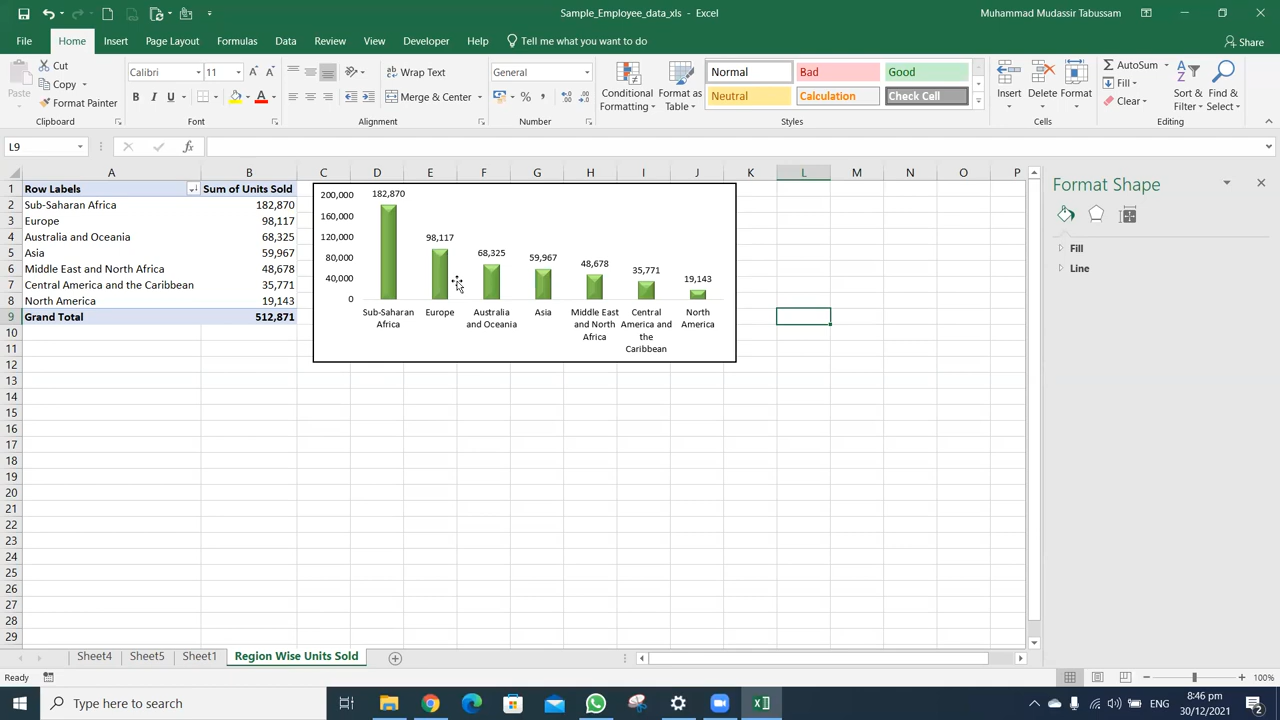 Sample_Employee_data_xls - Excel
Muhammad Mudassir Tabussam
File Home Insert Page Layout Formulas Data Review View Developer Help Tell me what you want to do Share
Paste
Cut
Copy
Format Painter
Clipboard
Calibri 11
B I U
Font
Wrap Text
Merge & Center
Alignment
General
Number
Conditional Formatting
Format as Table
Normal Bad Good
Neutral Calculation Check Cell
Styles
Insert Delete Format
Cells
AutoSum
Fill
Clear
Sort & Filter
Find & Select
Editing
L9 fx
A B C D E F G H I J K L M N O P
1 Row Labels Sum of Units Sold
2 Sub-Saharan Africa 182,870
3 Europe 98,117
4 Australia and Oceania 68,325
5 Asia 59,967
6 Middle East and North Africa 48,678
7 Central America and the Caribbean 35,771
8 North America 19,143
9 Grand Total 512,871
10
11
12
13
14
15
16
17
18
19
20
21
22
23
24
25
26
27
28
29
200,000
160,000
120,000
80,000
40,000
0
182,870
98,117
68,325
59,967
48,678
35,771
19,143
Sub-Saharan
Africa
Europe
Australia
and Oceania
Asia
Middle East
and North
Africa
Central
America and
the
Caribbean
North
America
Format Shape
Fill
Line
Sheet4 Sheet5 Sheet1 Region Wise Units Sold
Ready
100%
Type here to search
8:46 pm
30/12/2021
2